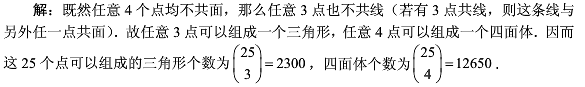 解：既然任意 4 个点均不共面，那么任意 3 点也不共线（若有 3 点共线，则这条线与
另外任一点共面）．故任意 3 点可以组成一个三角形，任意 4 点可以组成一个四面体．因而
这 25 个点可以组成的三角形个数为$\binom{25}{3}=2300$，四面体个数为$\binom{25}{4}=12650$．